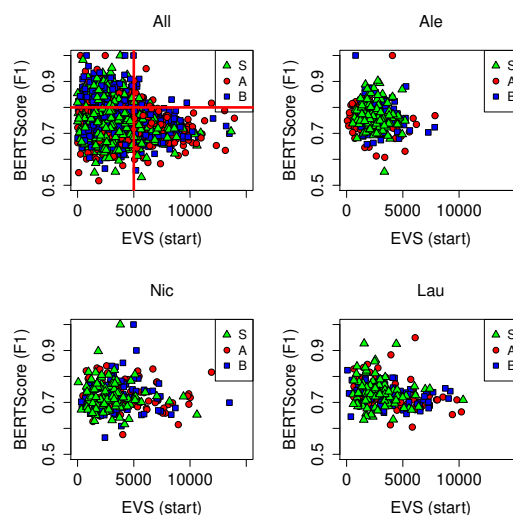 All
BERTScore (F1)
0.5 0.7 0.9
0 5000 10000
EVS (start)
S
A
B
Ale
BERTScore (F1)
0.5 0.7 0.9
0 5000 10000
EVS (start)
S
A
B
Nic
BERTScore (F1)
0.5 0.7 0.9
0 5000 10000
EVS (start)
S
A
B
Lau
BERTScore (F1)
0.5 0.7 0.9
0 5000 10000
EVS (start)
S
A
B